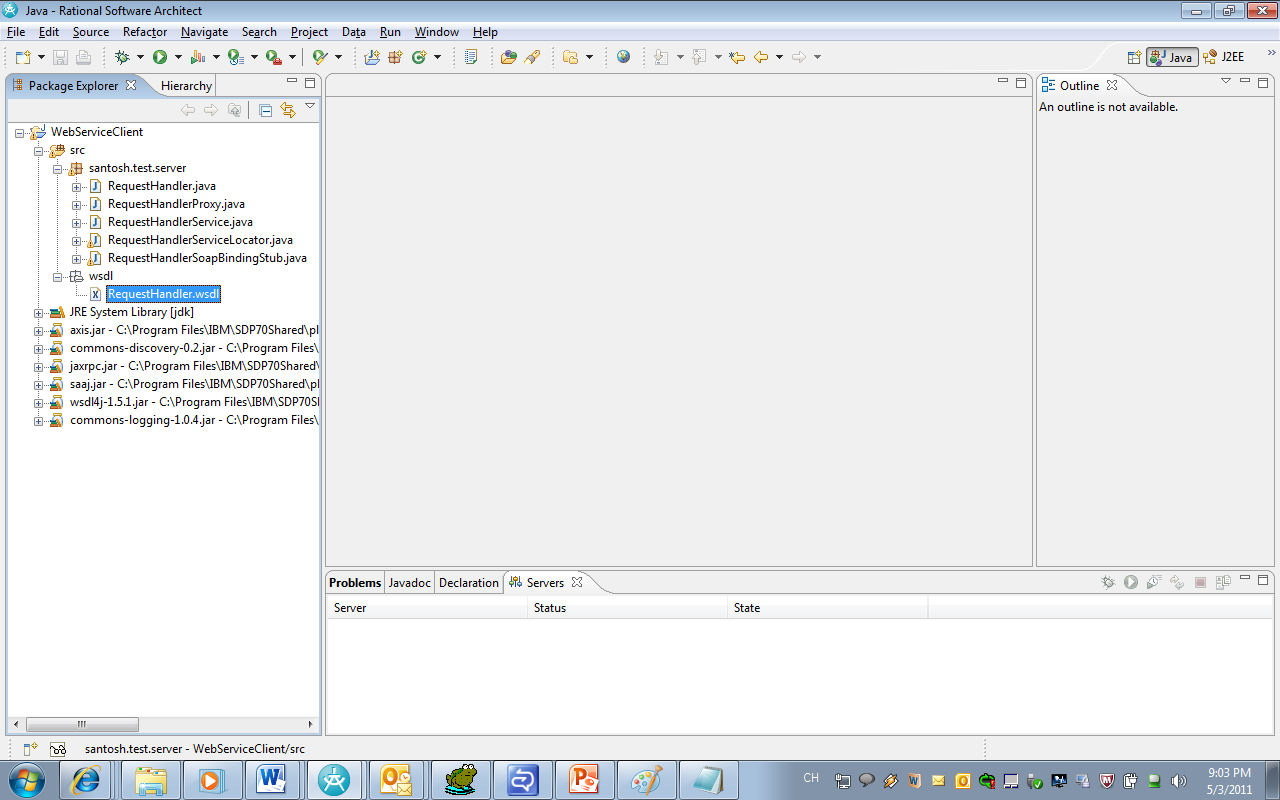 Java - Rational Software Architect
File Edit Source Refactor Navigate Search Project Data Run Window Help
Java J2EE
Package Explorer Hierarchy
Outline
An outline is not available.
WebServiceClient
src
santosh.test.server
RequestHandler.java
RequestHandlerProxy.java
RequestHandlerService.java
RequestHandlerServiceLocator.java
RequestHandlerSoapBindingStub.java
wsdl
RequestHandler.wsdl
JRE System Library [jdk]
axis.jar - C:\Program Files\IBM\SDP70Shared\pl
commons-discovery-0.2.jar - C:\Program Files\
jaxrpc.jar - C:\Program Files\IBM\SDP70Shared\
saaj.jar - C:\Program Files\IBM\SDP70Shared\pl
wsdl4j-1.5.1.jar - C:\Program Files\IBM\SDP70S
commons-logging-1.0.4.jar - C:\Program Files\
Problems Javadoc Declaration Servers
Server Status State
santosh.test.server - WebServiceClient/src
CH
9:03 PM
5/3/2011